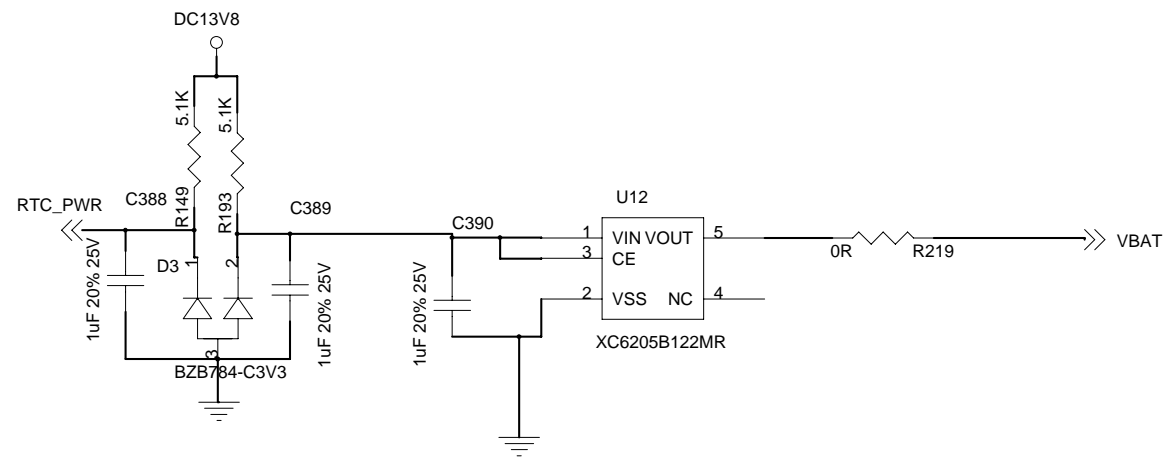 DC13V8
5.1K
5.1K
R149
R193
C388
RTC_PWR
C389
C390
U12
1uF 20% 25V
D3
1
2
3
BZB784-C3V3
1uF 20% 25V
1uF 20% 25V
1
VIN
VOUT
5
3
CE
2
VSS
NC
4
XC6205B122MR
0R
R219
VBAT